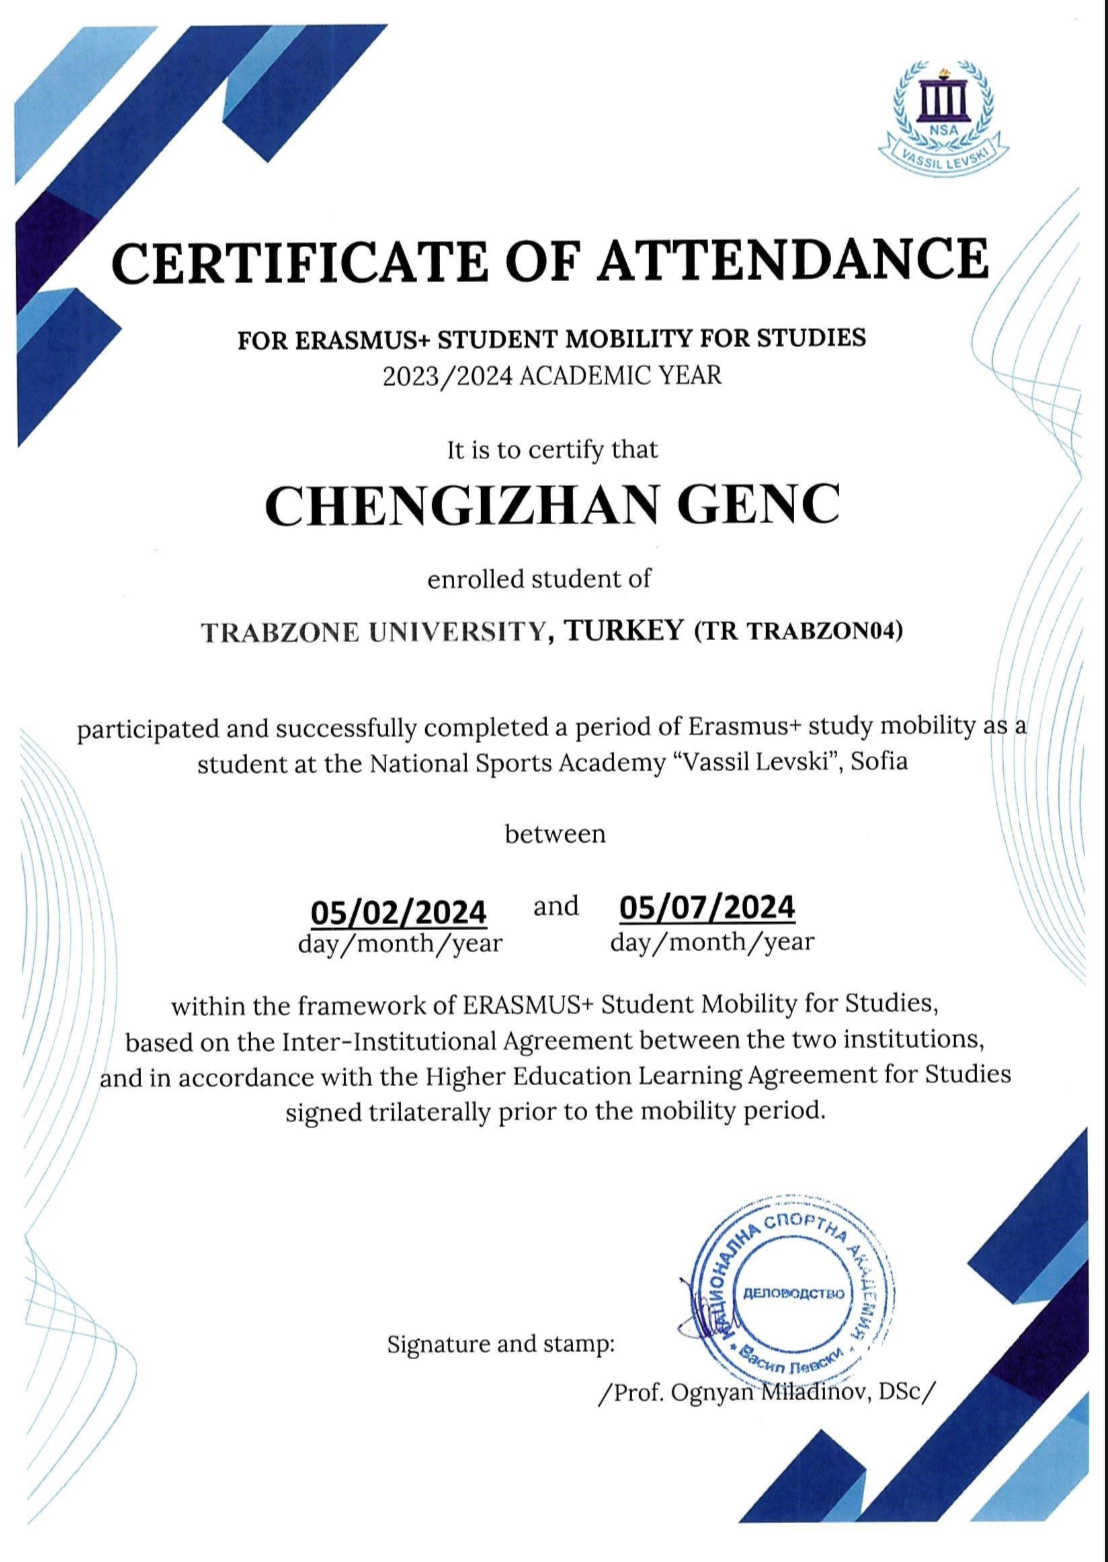 NSA
VASSIL LEVSKI
CERTIFICATE OF ATTENDANCE
FOR ERASMUS+ STUDENT MOBILITY FOR STUDIES
2023/2024 ACADEMIC YEAR
It is to certify that
CHENGIZHAN GENC
enrolled student of
TRABZONE UNIVERSITY, TURKEY (TR TRABZON04)
participated and successfully completed a period of Erasmus+ study mobility as a
student at the National Sports Academy “Vassil Levski”, Sofia
between
05/02/2024 and 05/07/2024
day/month/year day/month/year
within the framework of ERASMUS+ Student Mobility for Studies,
based on the Inter-Institutional Agreement between the two institutions,
and in accordance with the Higher Education Learning Agreement for Studies
signed trilaterally prior to the mobility period.
НАЦИОНАЛНА СПОРТНА АКАДЕМИЯ
ДЕЛОВОДСТВО
Васил Левски
Signature and stamp:
/Prof. Ognyan Miladinov, DSc/